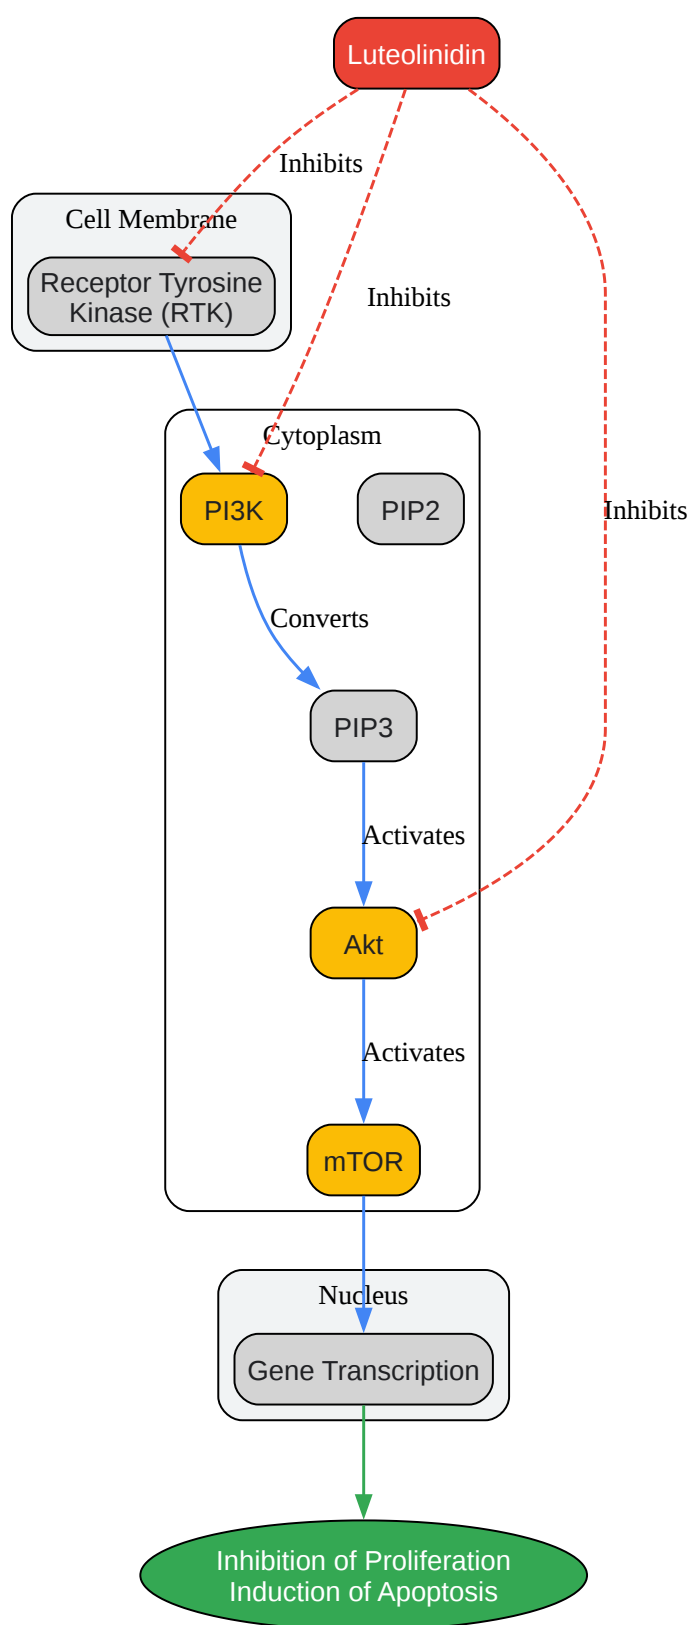 Luteolinidin
Inhibits
Cell Membrane
Receptor Tyrosine
Kinase (RTK)
Inhibits
Cytoplasm
PI3K
PIP2
Inhibits
Converts
PIP3
Activates
Akt
Activates
mTOR
Nucleus
Gene Transcription
Inhibition of Proliferation
Induction of Apoptosis